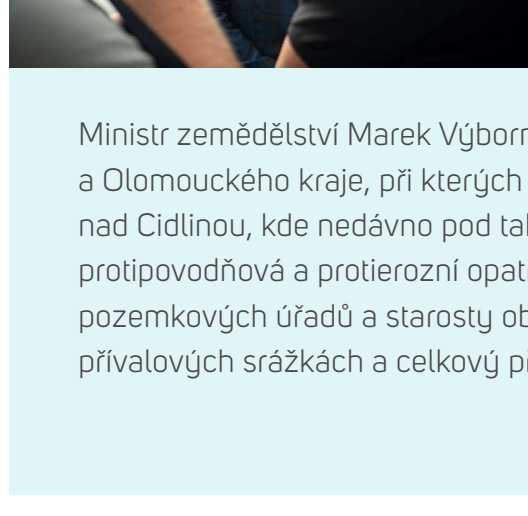 Ministr zemědělství Marek
a Olomouckého kraje, při kterých
nad Cidlinou, kde nedávno pod
protipovodňová a protierozní
pozemkových úřadů a starosty
přívalových srážkách a celkový